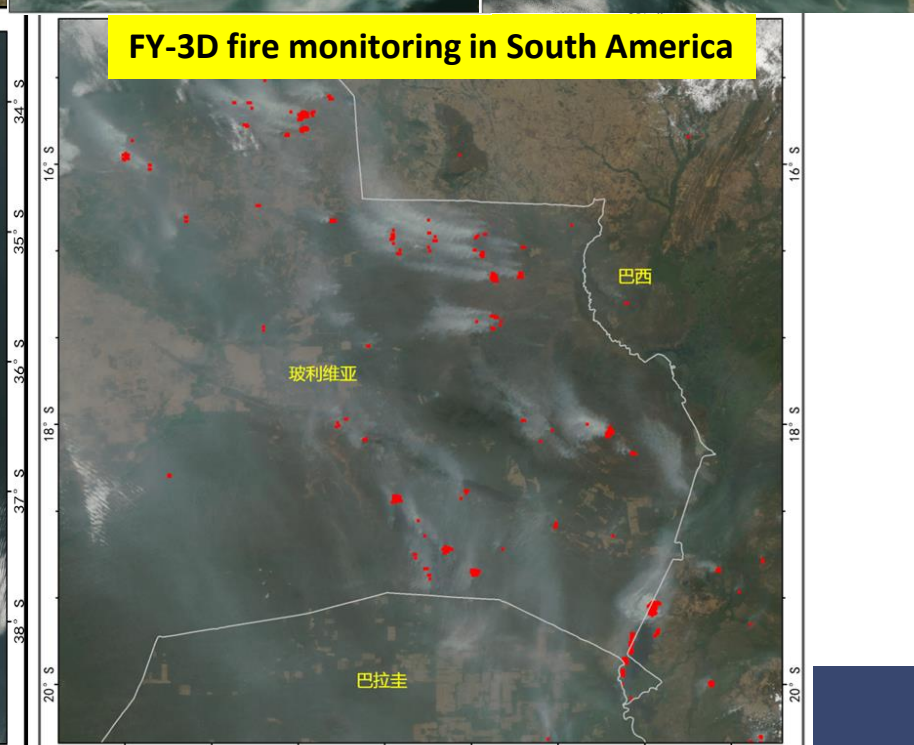 FY-3D fire monitoring in South America
34° S
35° S
36° S
37° S
38° S
16° S
18° S
20° S
16° S
18° S
20° S
巴西
玻利维亚
巴拉圭